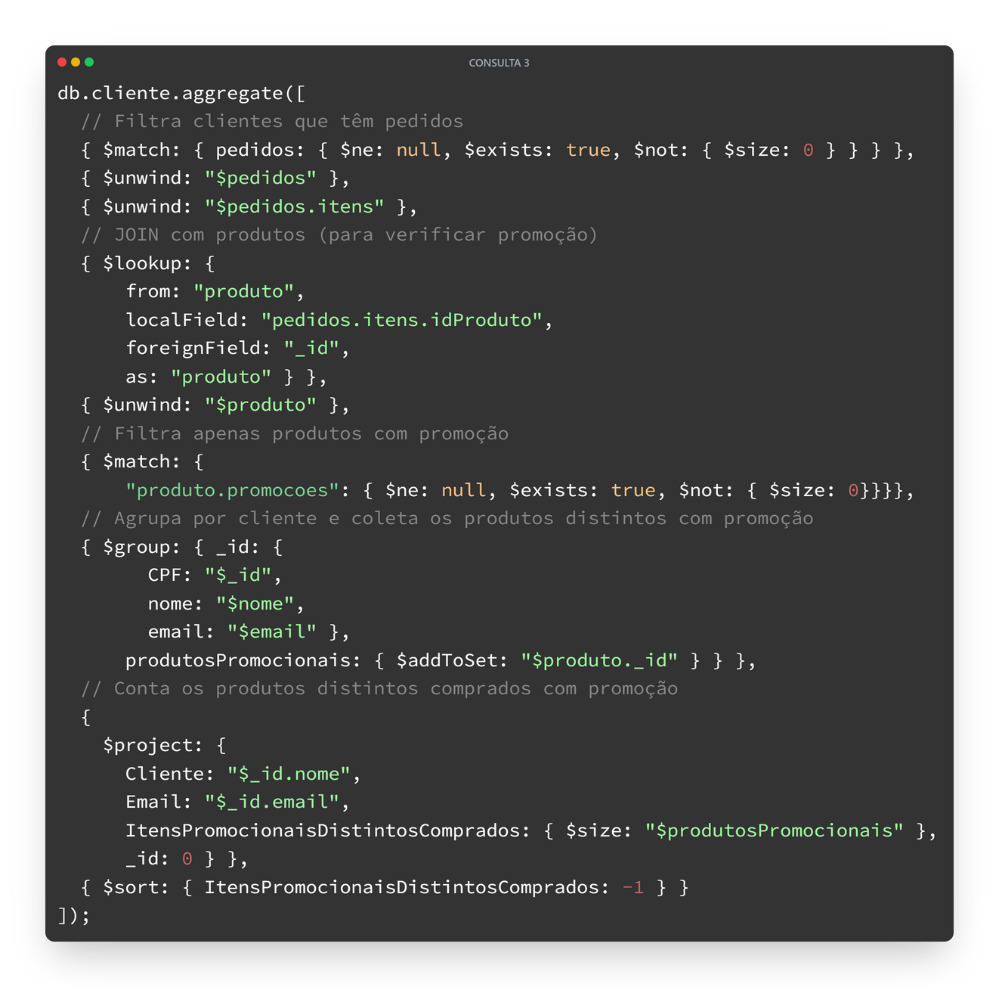 CONSULTA 3
db.cliente.aggregate([
  // Filtra clientes que têm pedidos
  { $match: { pedidos: { $ne: null, $exists: true, $not: { $size: 0 } } } },
  { $unwind: "$pedidos" },
  { $unwind: "$pedidos.itens" },
  // JOIN com produtos (para verificar promoção)
  { $lookup: {
      from: "produto",
      localField: "pedidos.itens.idProduto",
      foreignField: "_id",
      as: "produto" } },
  { $unwind: "$produto" },
  // Filtra apenas produtos com promoção
  { $match: {
      "produto.promocoes": { $ne: null, $exists: true, $not: { $size: 0}}}},
  // Agrupa por cliente e coleta os produtos distintos com promoção
  { $group: { _id: {
        CPF: "$_id",
        nome: "$nome",
        email: "$email" },
      produtosPromocionais: { $addToSet: "$produto._id" } } },
  // Conta os produtos distintos comprados com promoção
  {
    $project: {
      Cliente: "$_id.nome",
      Email: "$_id.email",
      ItensPromocionaisDistintosComprados: { $size: "$produtosPromocionais" },
      _id: 0 } },
  { $sort: { ItensPromocionaisDistintosComprados: -1 } }
]);